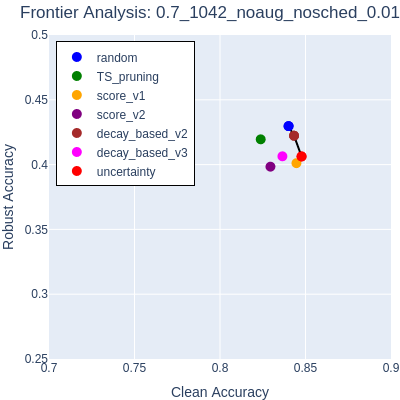 Frontier Analysis: 0.7_1042_noaug_nosched_0.01
0.5
0.45
0.4
0.35
0.3
0.25
Robust Accuracy
random
TS_pruning
score_v1
score_v2
decay_based_v2
decay_based_v3
uncertainty
0.7
0.75
0.8
0.85
0.9
Clean Accuracy